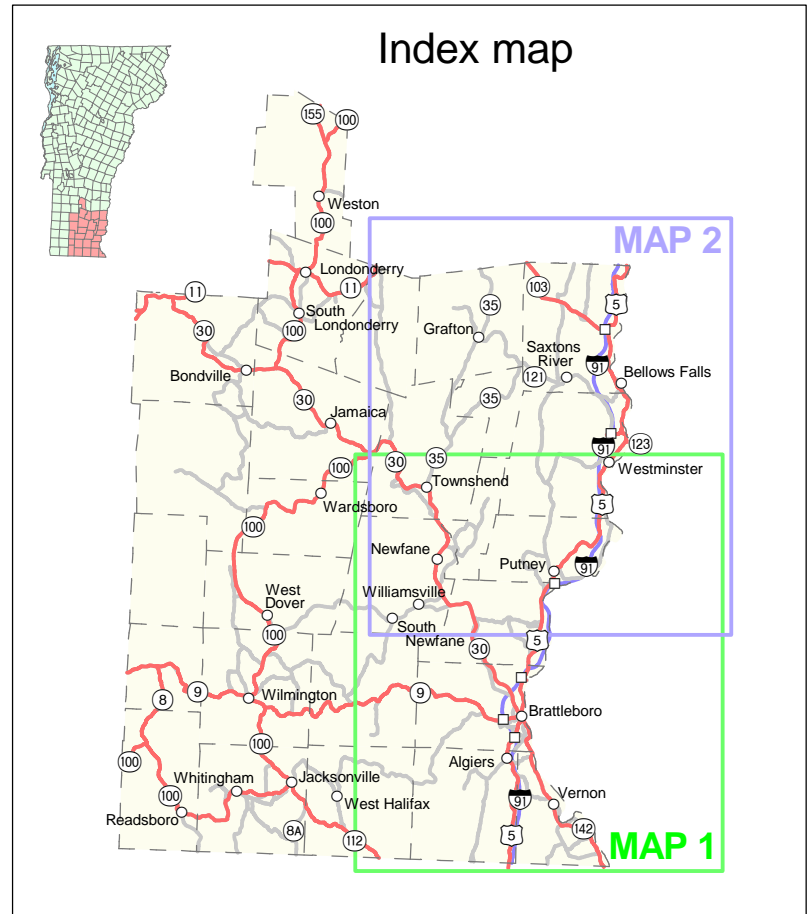 Index map
155
100
Weston
100
MAP 2
Londonderry
11
11
103
35
5
South
Londonderry
30
100
Grafton
Saxtons
River
91
Bondville
121
Bellows Falls
30
35
Jamaica
123
91
100
30
35
Westminster
Townshend
Wardsboro
5
100
Newfane
Putney
91
West
Dover
Williamsville
South
Newfane
100
5
30
8
9
Wilmington
9
Brattleboro
100
100
Algiers
Whitingham
Jacksonville
100
West Halifax
91
Vernon
Readsboro
8A
112
5
142
MAP 1